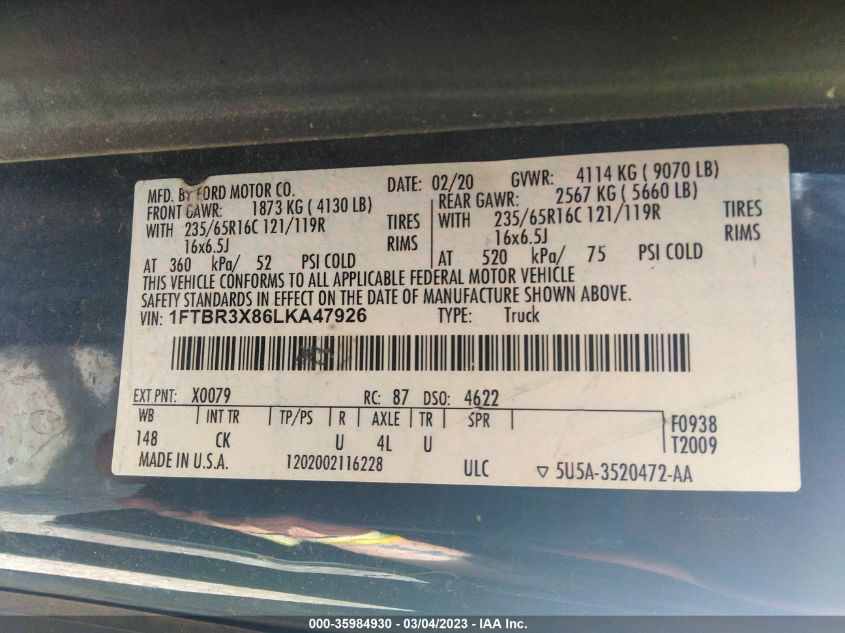 MFD. BY FORD MOTOR CO. DATE: 02/20 GVWR: 4114 KG ( 9070 LB)
FRONT GAWR: 1873 KG ( 4130 LB) REAR GAWR: 2567 KG ( 5660 LB)
WITH 235/65R16C 121/119R TIRES WITH 235/65R16C 121/119R TIRES
16x6.5J RIMS 16x6.5J RIMS
AT 360 kPa/ 52 PSI COLD AT 520 kPa/ 75 PSI COLD
THIS VEHICLE CONFORMS TO ALL APPLICABLE FEDERAL MOTOR VEHICLE
SAFETY STANDARDS IN EFFECT ON THE DATE OF MANUFACTURE SHOWN ABOVE.
VIN: 1FTBR3X86LKA47926 TYPE: Truck
EXT PNT: X0079 RC: 87 DSO: 4622
WB INT TR TP/PS R AXLE TR SPR F0938
148 CK U 4L U T2009
MADE IN U.S.A. 1202002116228 ULC ▽ 5U5A-3520472-AA
000-35984930 - 03/04/2023 - IAA Inc.